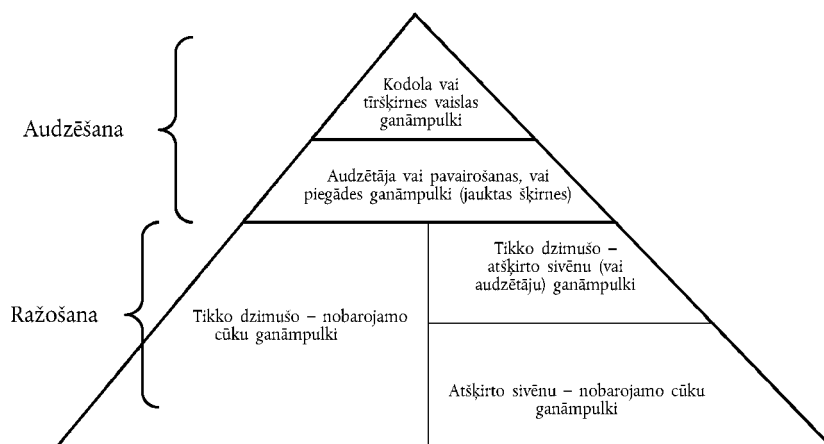 Kodola vai
tīršķirnes vaislas
ganāmpulki
Audzēšana
Audzētāja vai pavairošanas, vai
piegādes ganāmpulki (jauktas šķirnes)
Tikko dzimušo –
atšķirto sivēnu (vai
audzētāju) ganāmpulki
Ražošana
Tikko dzimušo – nobarojamo
cūku ganāmpulki
Atšķirto sivēnu – nobarojamo cūku
ganāmpulki